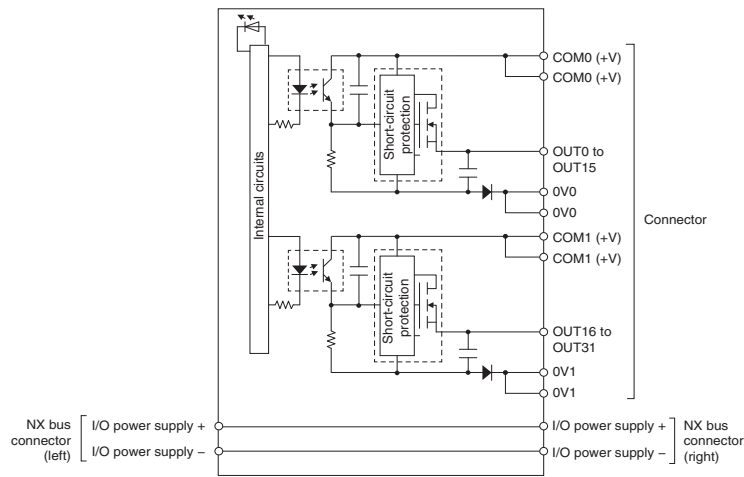 Internal circuits
Short-circuit
protection
COM0 (+V)
COM0 (+V)
OUT0 to
OUT15
0V0
0V0
Connector
Short-circuit
protection
COM1 (+V)
COM1 (+V)
OUT16 to
OUT31
0V1
0V1
NX bus
connector
(left)
I/O power supply +
I/O power supply –
I/O power supply +
I/O power supply –
NX bus
connector
(right)